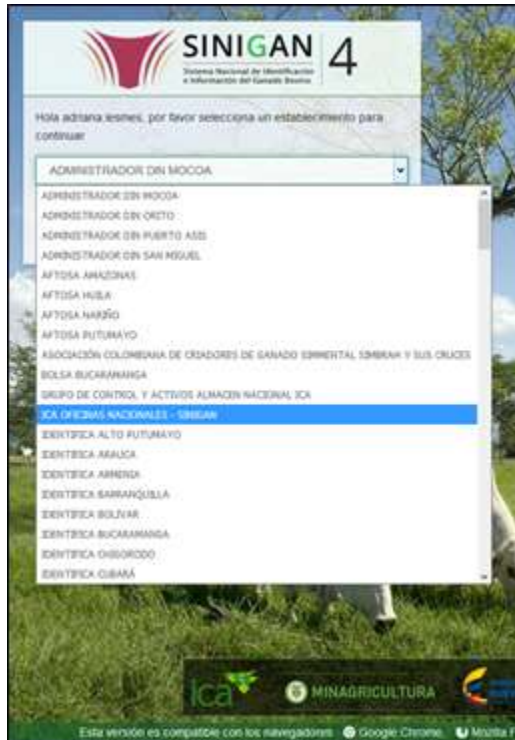 SINIGAN 4
Sistema Nacional de Identificación
e Información del Ganado Bovino
Hola adriana lesmes, por favor selecciona un establecimiento para
continuar
ADMINISTRADOR DIN MOCOA
ADMINISTRADOR DIN MOCOA
ADMINISTRADOR DIN ORITO
ADMINISTRADOR DIN PUERTO ASIS
ADMINISTRADOR DIN SAN MIGUEL
AFTOSA AMAZONAS
AFTOSA HUILA
AFTOSA NARIÑO
AFTOSA PUTUMAYO
ASOCIACIÓN COLOMBIANA DE CRIADORES DE GANADO SIMMENTAL SIMBRAH Y SUS CRUCES
BOLSA BUCARAMANGA
GRUPO DE CONTROL Y ACTIVOS ALMACEN NACIONAL ICA
ICA OFICINAS NACIONALES - SINIGAN
IDENTIFICA ALTO PUTUMAYO
IDENTIFICA ARAUCA
IDENTIFICA ARMENIA
IDENTIFICA BARRANQUILLA
IDENTIFICA BOLIVAR
IDENTIFICA BUCARAMANGA
IDENTIFICA CHIGORODO
IDENTIFICA CUBARÁ
ica
MINAGRICULTURA
Esta versión es compatible con los navegadores Google Chrome, Mozilla F